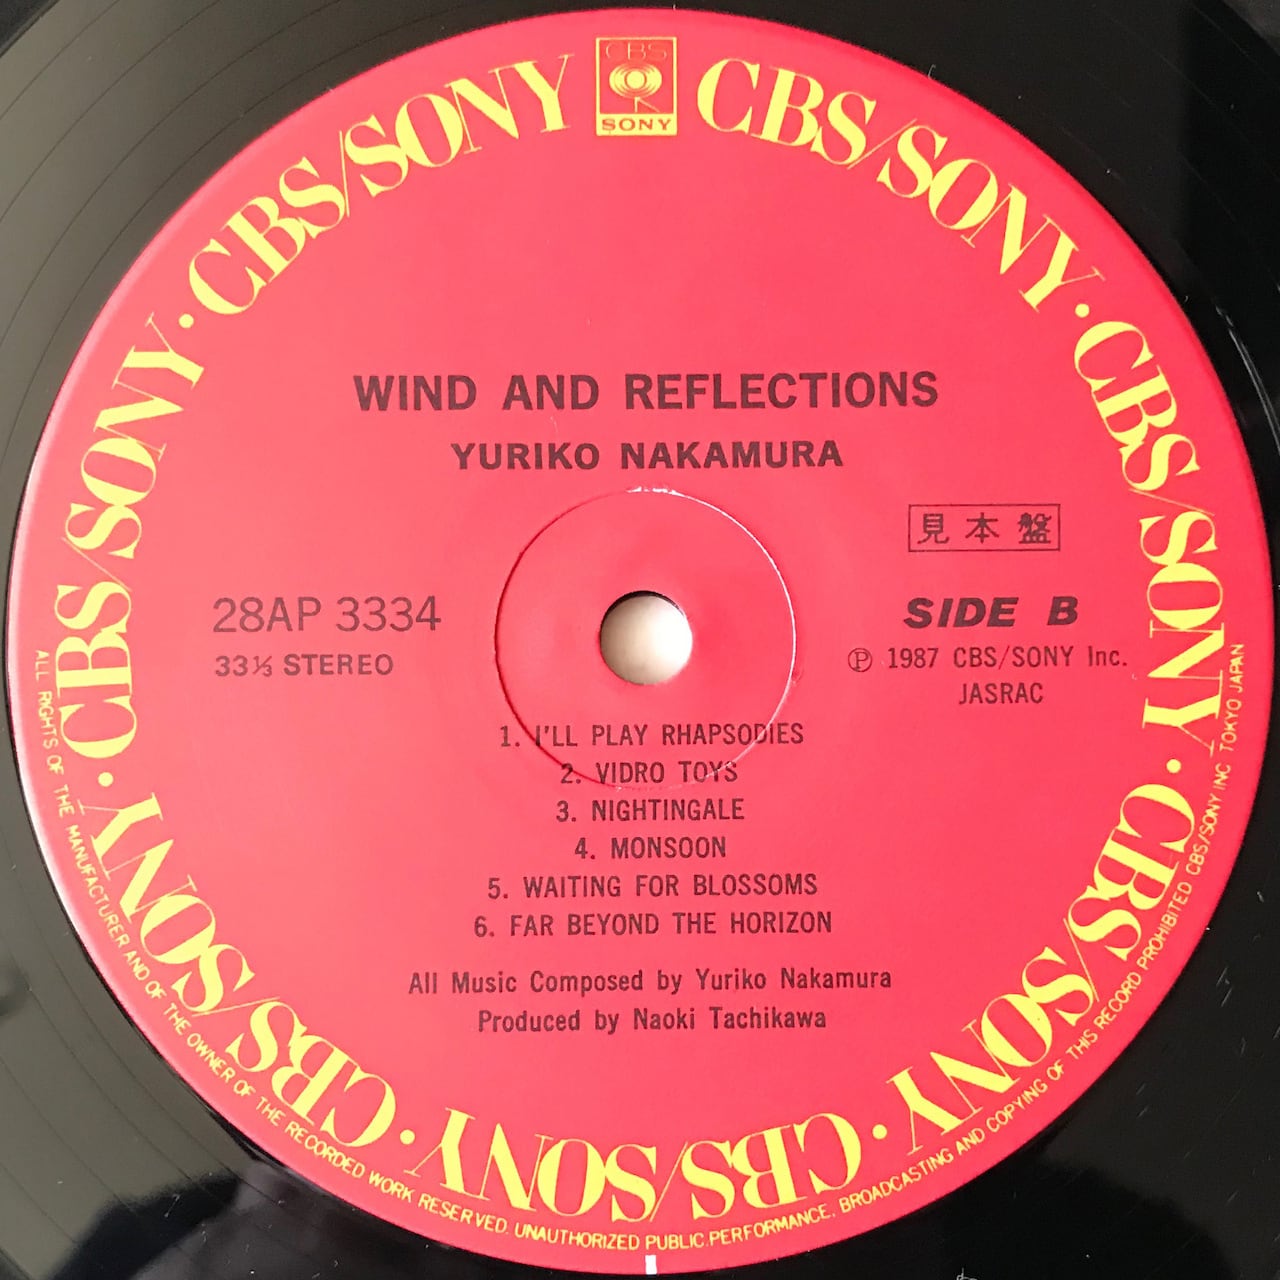 CBS
SONY
CBS/SONY · CBS/SONY · CBS/SONY · CBS/SONY · CBS/SONY · CBS/SONY · CBS/SONY · CBS/SONY
WIND AND REFLECTIONS
YURIKO NAKAMURA
見本盤
28AP 3334
33⅓ STEREO
SIDE B
Ⓟ 1987 CBS/SONY Inc.
JASRAC
1. I'LL PLAY RHAPSODIES
2. VIDRO TOYS
3. NIGHTINGALE
4. MONSOON
5. WAITING FOR BLOSSOMS
6. FAR BEYOND THE HORIZON
All Music Composed by Yuriko Nakamura
Produced by Naoki Tachikawa
ALL RIGHTS OF THE MANUFACTURER AND OF THE OWNER OF THE RECORDED WORK RESERVED. UNAUTHORIZED PUBLIC PERFORMANCE, BROADCASTING AND COPYING OF THIS RECORD PROHIBITED CBS/SONY INC TOKYO JAPAN